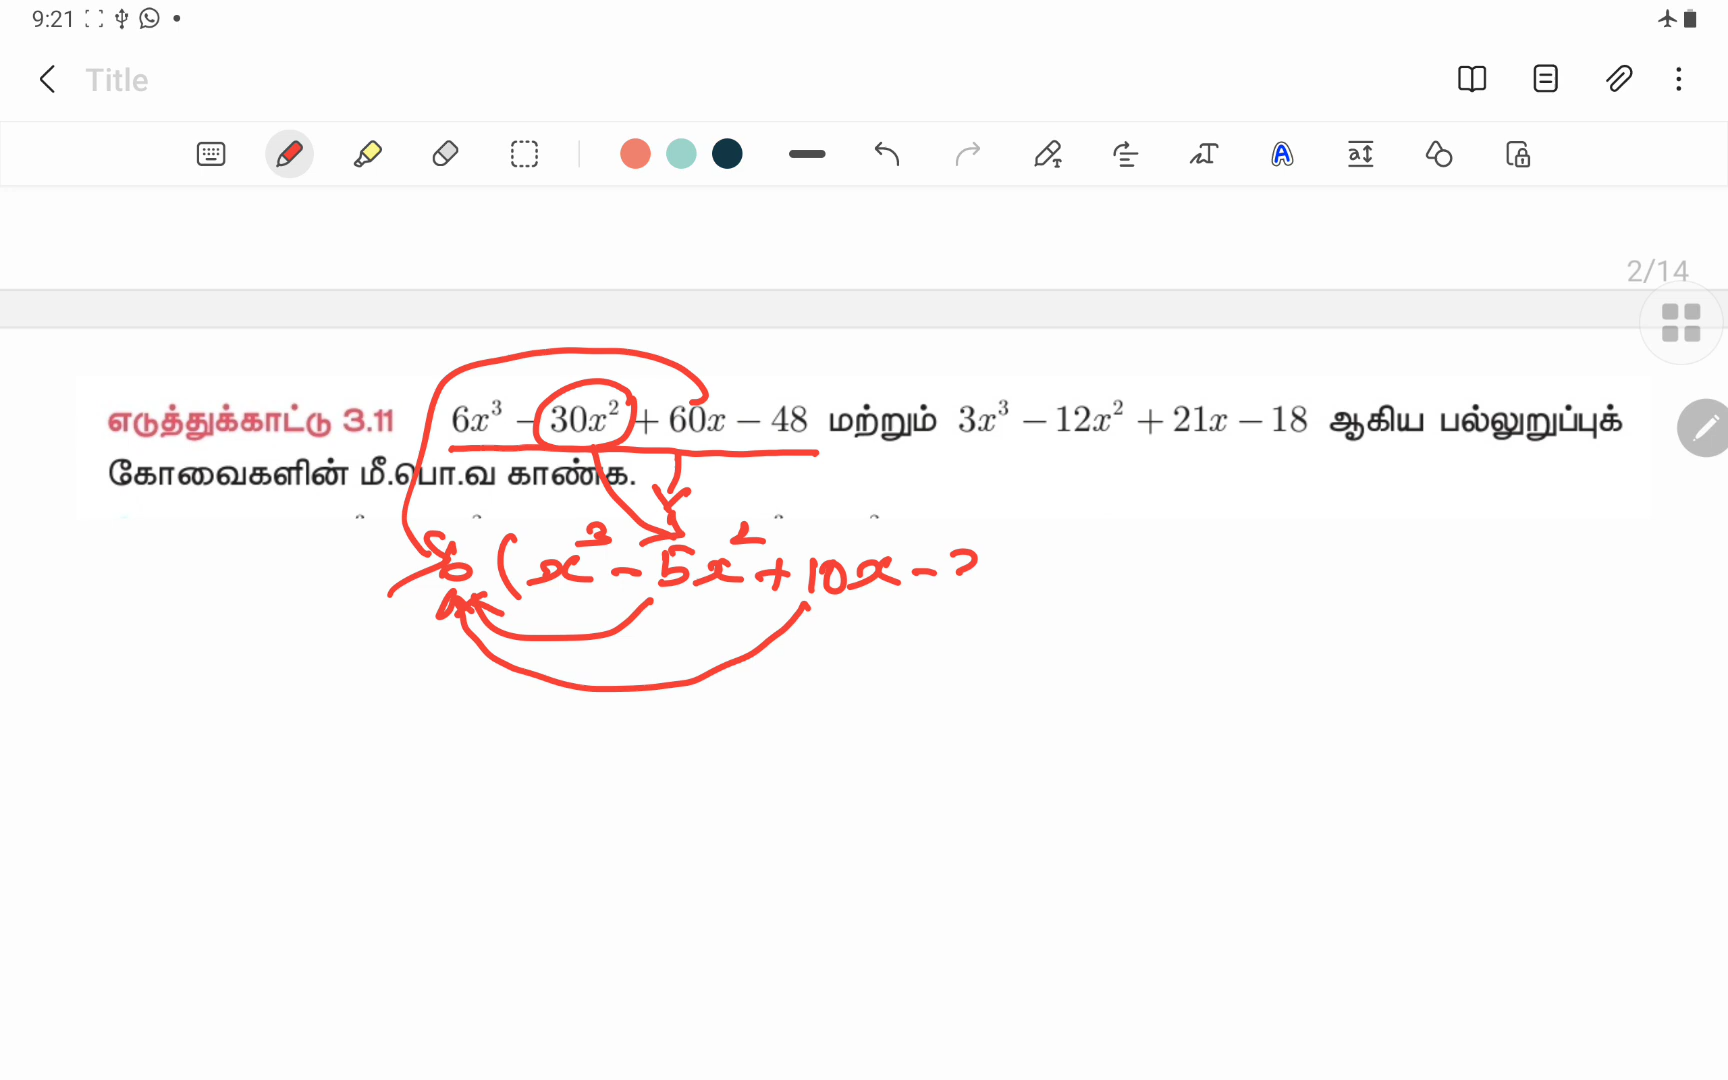 9:21
Title
2/14
எடுத்துக்காட்டு 3.11 6x³ − 30x² + 60x − 48 மற்றும் 3x³ − 12x² + 21x − 18 ஆகிய பல்லுறுப்புக்
கோவைகளின் மீ.பொ.வ காண்க.
6 (x³ − 5x² + 10x −